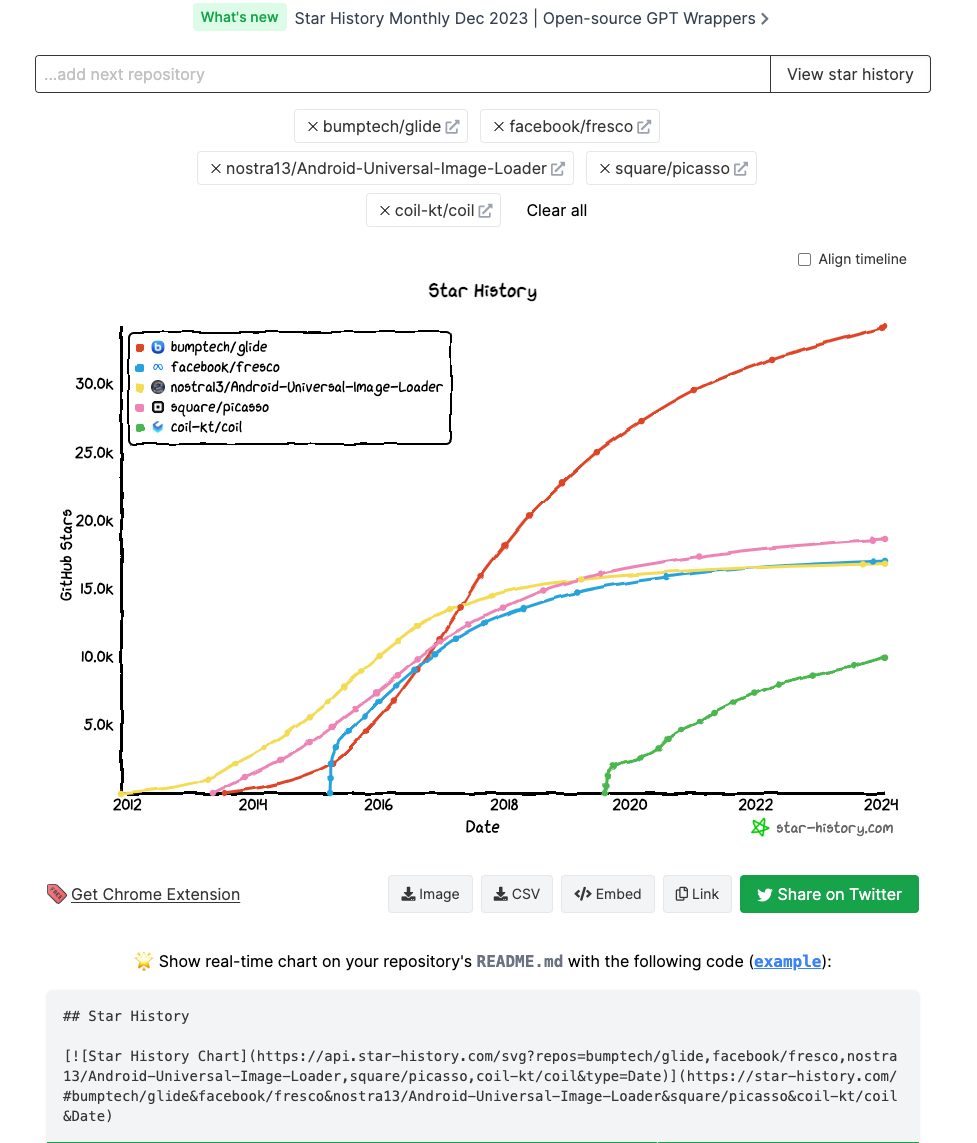 What's new Star History Monthly Dec 2023 | Open-source GPT Wrappers
...add next repository View star history
bumptech/glide facebook/fresco
nostra13/Android-Universal-Image-Loader square/picasso
coil-kt/coil Clear all
Align timeline
Star History
bumptech/glide
facebook/fresco
nostra13/Android-Universal-Image-Loader
square/picasso
coil-kt/coil
30.0k
25.0k
20.0k
15.0k
10.0k
5.0k
GitHub Stars
2012 2014 2016 2018 2020 2022 2024
Date
star-history.com
Get Chrome Extension Image CSV Embed Link Share on Twitter
Show real-time chart on your repository's README.md with the following code (example):
## Star History
[![Star History Chart](https://api.star-history.com/svg?repos=bumptech/glide,facebook/fresco,nostra
13/Android-Universal-Image-Loader,square/picasso,coil-kt/coil&type=Date)](https://star-history.com/
#bumptech/glide&facebook/fresco&nostra13/Android-Universal-Image-Loader&square/picasso&coil-kt/coil
&Date)